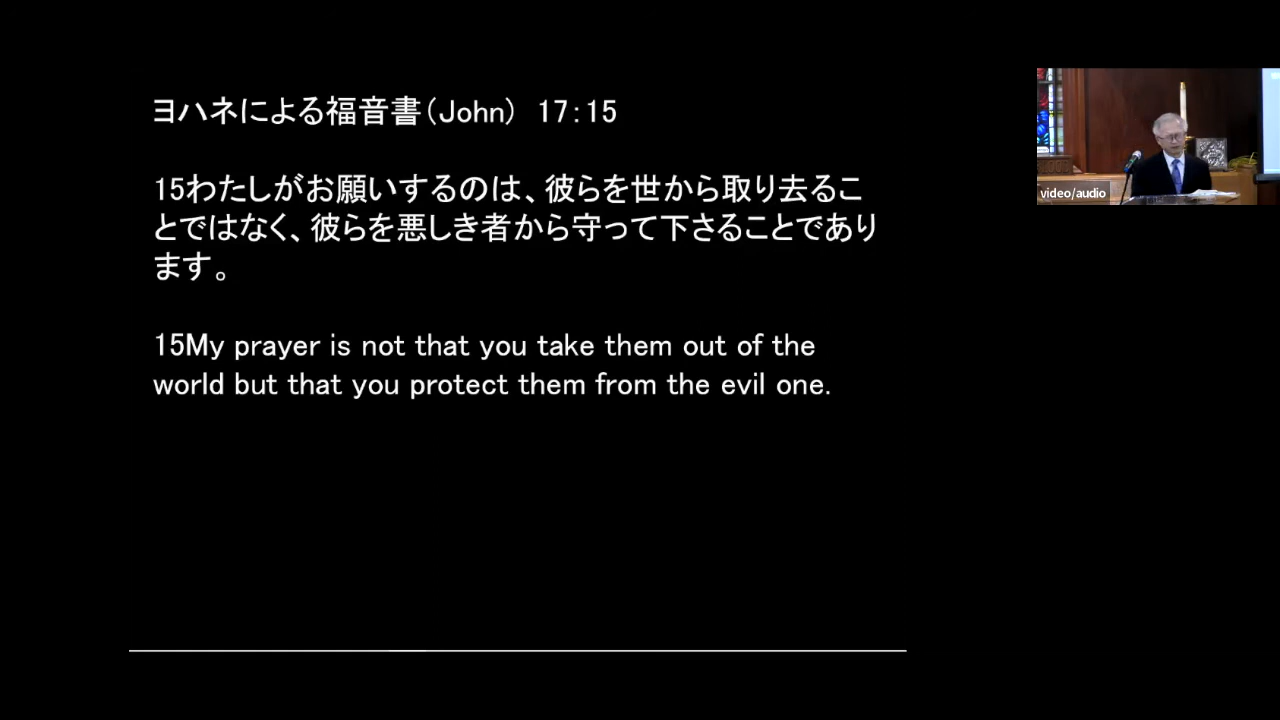 ヨハネによる福音書(John) 17:15
15わたしがお願いするのは、彼らを世から取り去るこ
とではなく、彼らを悪しき者から守って下さることであり
ます。
15My prayer is not that you take them out of the
world but that you protect them from the evil one.
video/audio